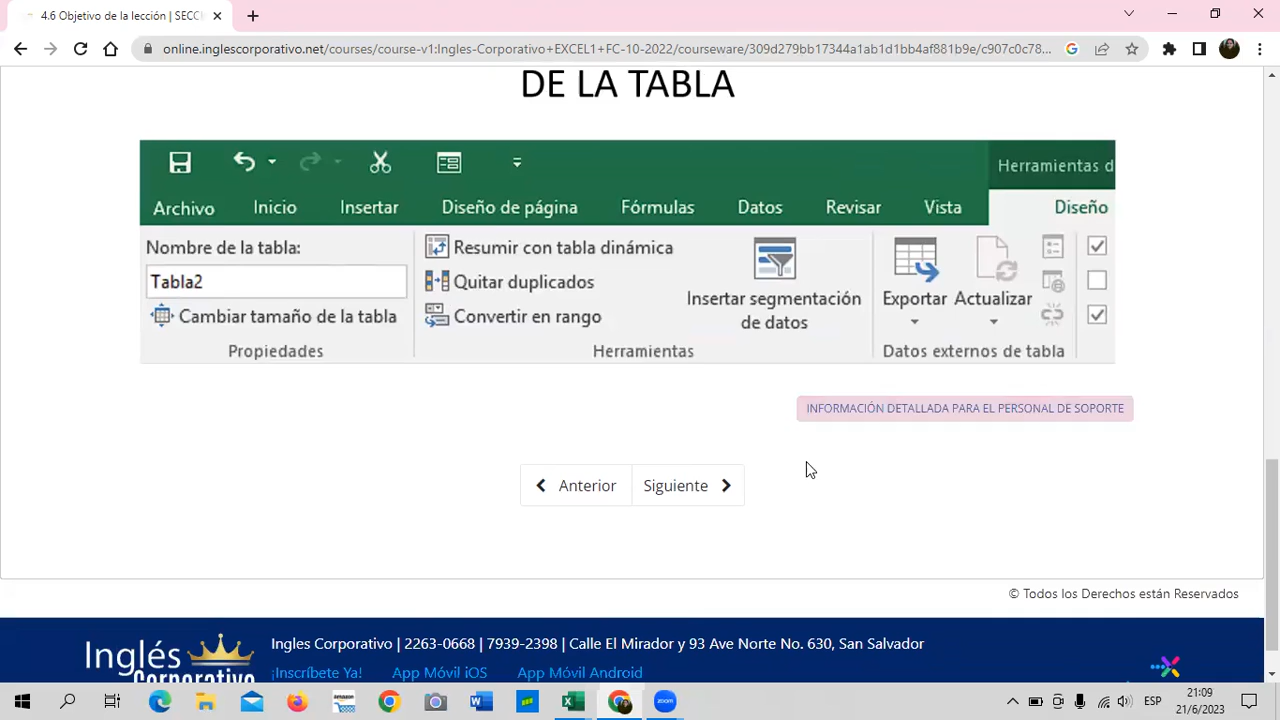 4.6 Objetivo de la lección | SECC
online.inglescorporativo.net/courses/course-v1:Ingles-Corporativo+EXCEL1+FC-10-2022/courseware/309d279bb17344a1ab1d1bb4af881b9e/c907c0c78...
DE LA TABLA
Herramientas d
Archivo Inicio Insertar Diseño de página Fórmulas Datos Revisar Vista Diseño
Nombre de la tabla:
Tabla2
Cambiar tamaño de la tabla
Propiedades
Resumir con tabla dinámica
Quitar duplicados
Convertir en rango
Insertar segmentación
de datos
Herramientas
Exportar Actualizar
Datos externos de tabla
INFORMACIÓN DETALLADA PARA EL PERSONAL DE SOPORTE
Anterior Siguiente
© Todos los Derechos están Reservados
Inglés
Corporativo
Ingles Corporativo | 2263-0668 | 7939-2398 | Calle El Mirador y 93 Ave Norte No. 630, San Salvador
¡Inscríbete Ya! App Móvil iOS App Móvil Android
amazon
zoom
ESP
21:09
21/6/2023